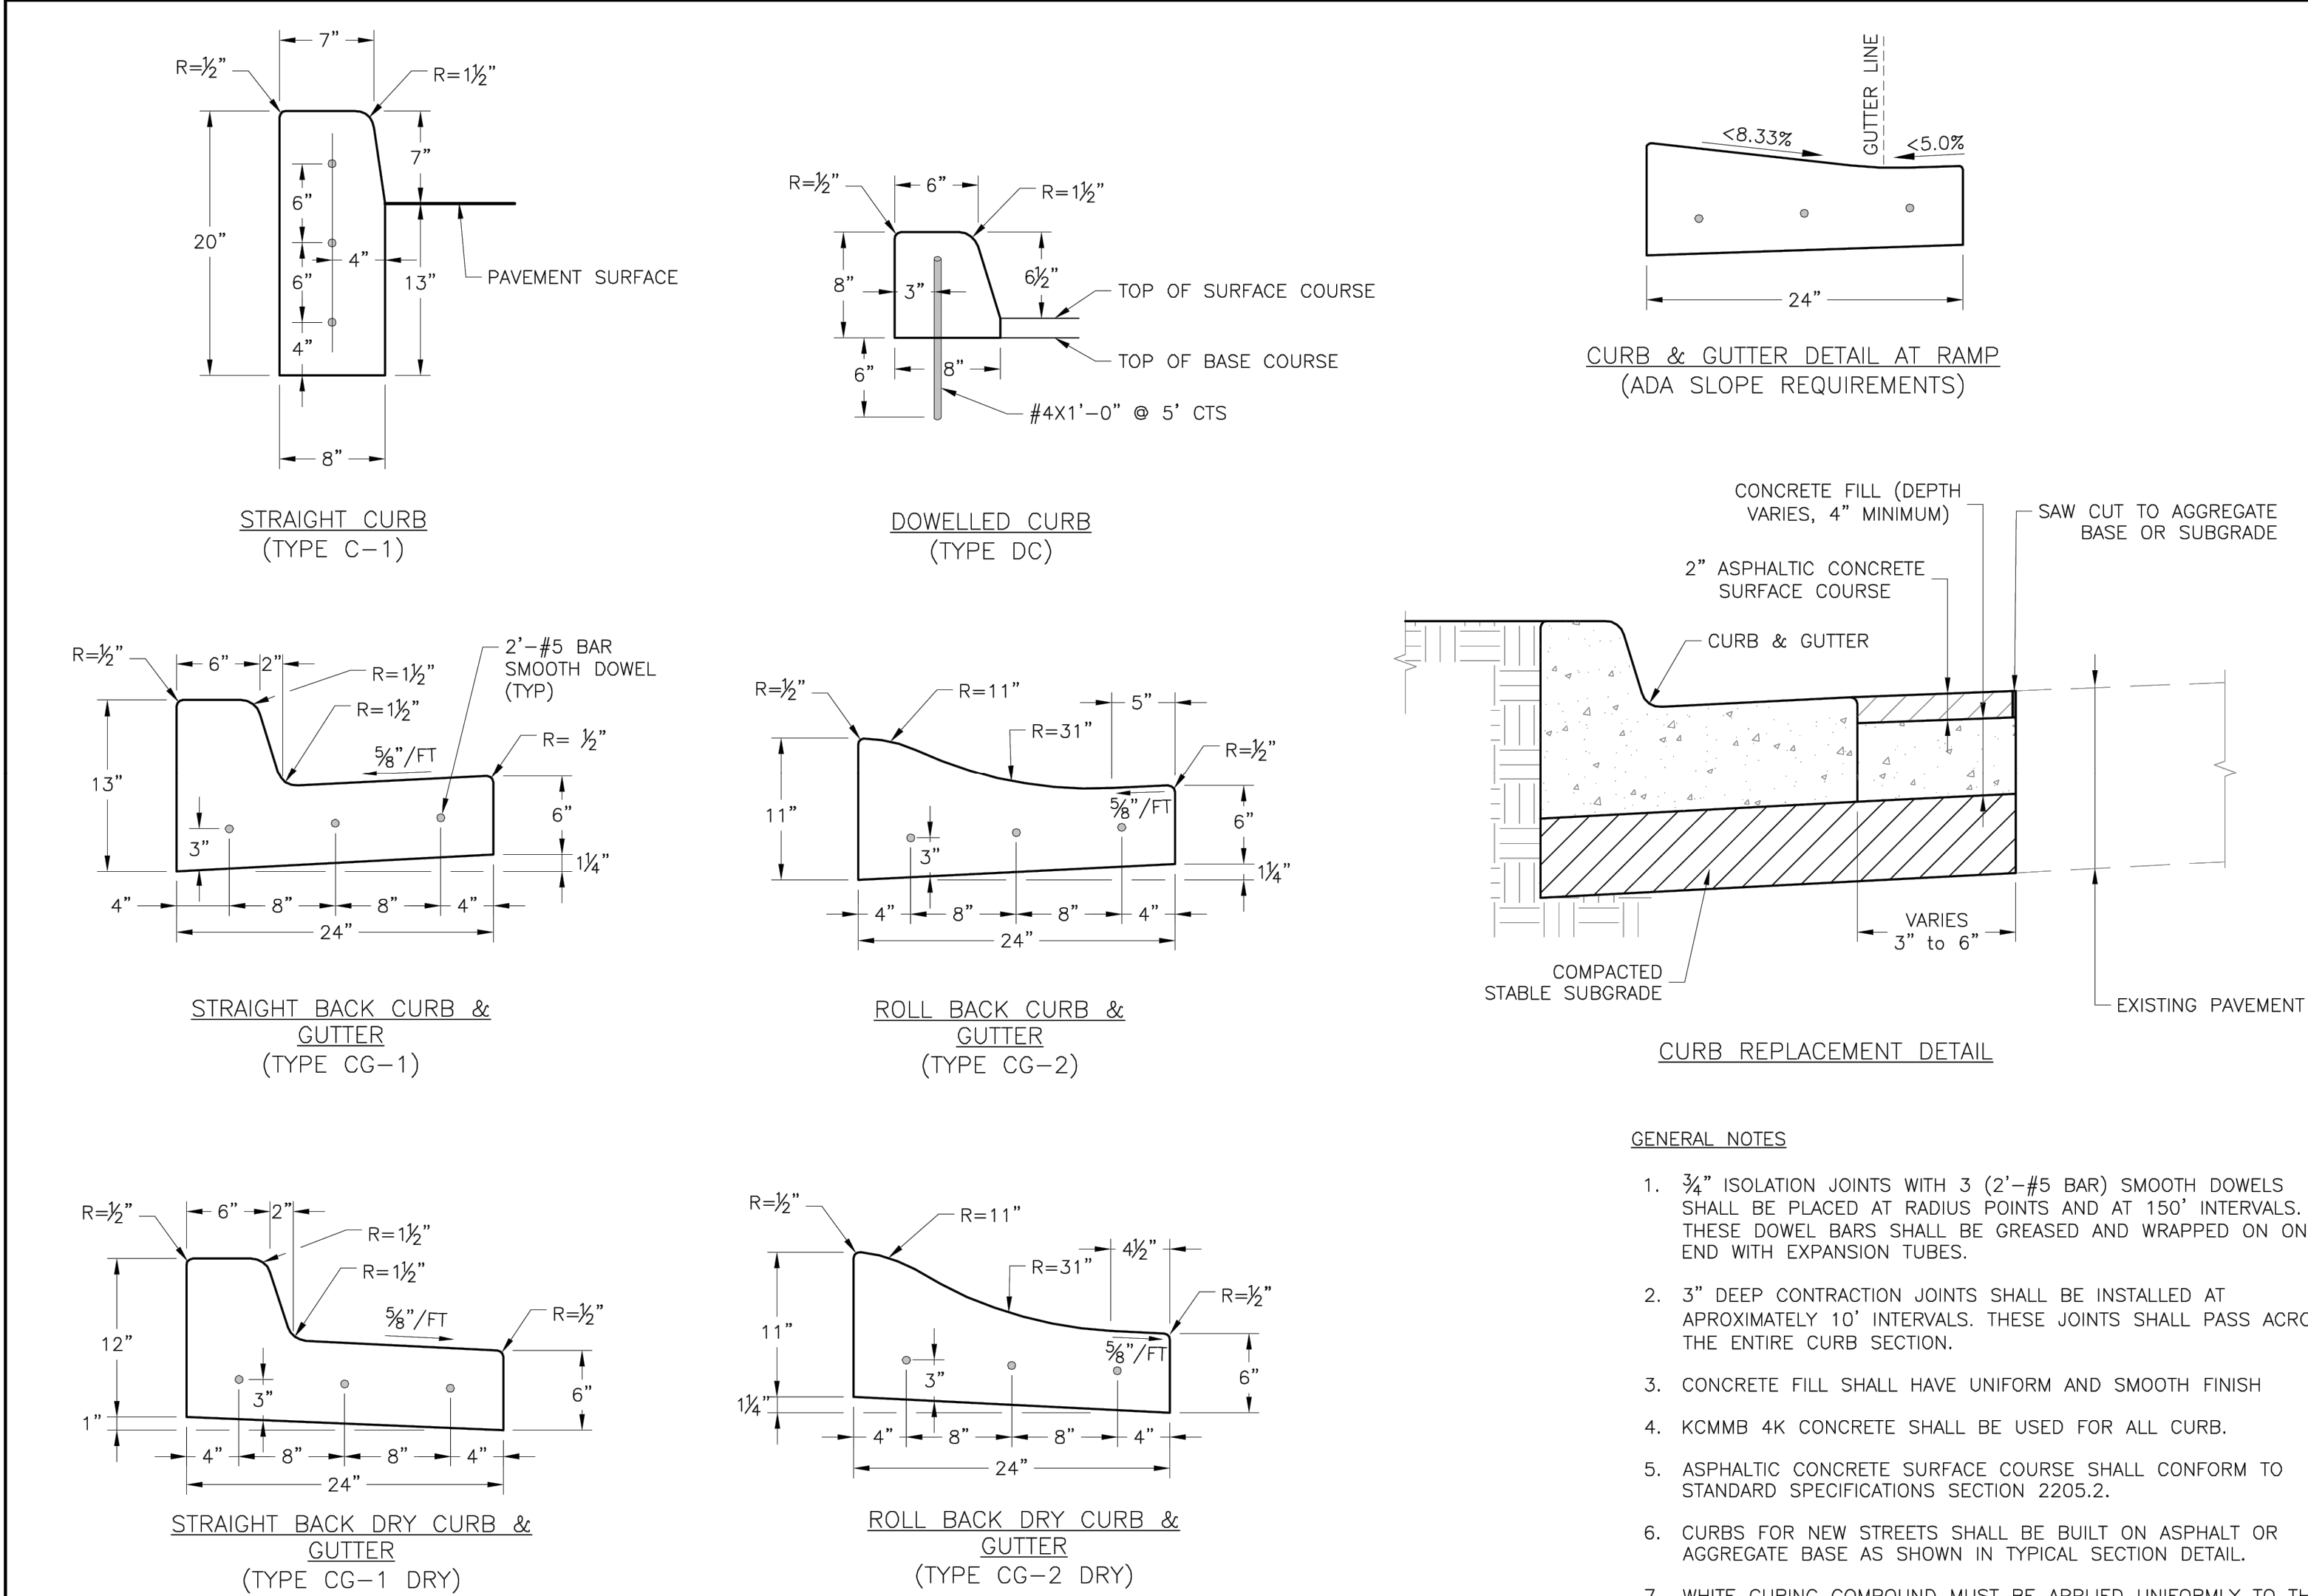 7"
R=½"
R=1½"
20"
7"
6"
6"
4"
4"
13"
PAVEMENT SURFACE
8"
STRAIGHT CURB
(TYPE C-1)
R=½"
6"
R=1½"
8"
3"
6½"
TOP OF SURFACE COURSE
TOP OF BASE COURSE
6"
8"
#4X1'-0" @ 5' CTS
DOWELLED CURB
(TYPE DC)
GUTTER LINE
<8.33%
<5.0%
24"
CURB & GUTTER DETAIL AT RAMP
(ADA SLOPE REQUIREMENTS)
R=½"
6"
2"
R=1½"
R=1½"
2'-#5 BAR
SMOOTH DOWEL
(TYP)
⅝"/FT
R= ½"
13"
3"
6"
1¼"
4"
8"
8"
4"
24"
STRAIGHT BACK CURB &
GUTTER
(TYPE CG-1)
R=½"
R=11"
R=31"
5"
R=½"
⅝"/FT
11"
3"
6"
1¼"
4"
8"
8"
4"
24"
ROLL BACK CURB &
GUTTER
(TYPE CG-2)
CONCRETE FILL (DEPTH
VARIES, 4" MINIMUM)
SAW CUT TO AGGREGATE
BASE OR SUBGRADE
2" ASPHALTIC CONCRETE
SURFACE COURSE
CURB & GUTTER
VARIES
3" to 6"
COMPACTED
STABLE SUBGRADE
EXISTING PAVEMENT
CURB REPLACEMENT DETAIL
R=½"
6"
2"
R=1½"
R=1½"
⅝"/FT
R=½"
12"
1"
3"
6"
4"
8"
8"
4"
24"
STRAIGHT BACK DRY CURB &
GUTTER
(TYPE CG-1 DRY)
R=½"
R=11"
R=31"
4½"
R=½"
⅝"/FT
11"
1¼"
3"
6"
4"
8"
8"
4"
24"
ROLL BACK DRY CURB &
GUTTER
(TYPE CG-2 DRY)
GENERAL NOTES
1. ¾" ISOLATION JOINTS WITH 3 (2'-#5 BAR) SMOOTH DOWELS
SHALL BE PLACED AT RADIUS POINTS AND AT 150' INTERVALS.
THESE DOWEL BARS SHALL BE GREASED AND WRAPPED ON ON
END WITH EXPANSION TUBES.
2. 3" DEEP CONTRACTION JOINTS SHALL BE INSTALLED AT
APROXIMATELY 10' INTERVALS. THESE JOINTS SHALL PASS ACRO
THE ENTIRE CURB SECTION.
3. CONCRETE FILL SHALL HAVE UNIFORM AND SMOOTH FINISH
4. KCMMB 4K CONCRETE SHALL BE USED FOR ALL CURB.
5. ASPHALTIC CONCRETE SURFACE COURSE SHALL CONFORM TO
STANDARD SPECIFICATIONS SECTION 2205.2.
6. CURBS FOR NEW STREETS SHALL BE BUILT ON ASPHALT OR
AGGREGATE BASE AS SHOWN IN TYPICAL SECTION DETAIL.
7. WHITE CURING COMPOUND MUST BE APPLIED UNIFORMLY TO TH